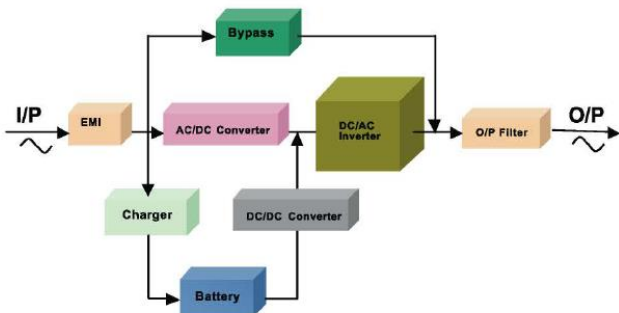 Bypass
I/P
EMI
AC/DC Converter
DC/AC
Inverter
O/P Filter
O/P
Charger
DC/DC Converter
Battery